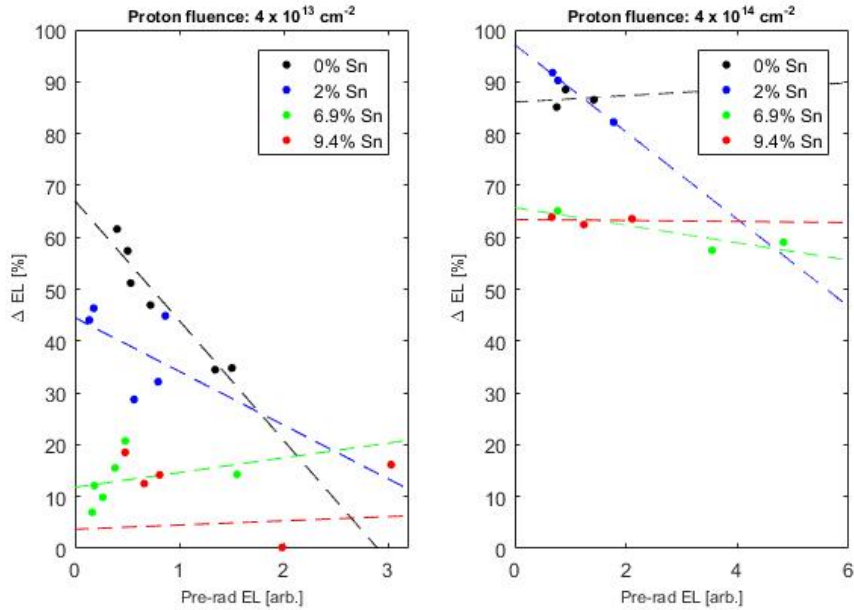 Proton fluence: 4 x 10¹³ cm⁻²
100
90
80
70
60
50
40
30
20
10
0
Δ EL [%]
0% Sn
2% Sn
6.9% Sn
9.4% Sn
0
1
2
3
Pre-rad EL [arb.]
Proton fluence: 4 x 10¹⁴ cm⁻²
100
90
80
70
60
50
40
30
20
10
0
Δ EL [%]
0% Sn
2% Sn
6.9% Sn
9.4% Sn
0
2
4
6
Pre-rad EL [arb.]